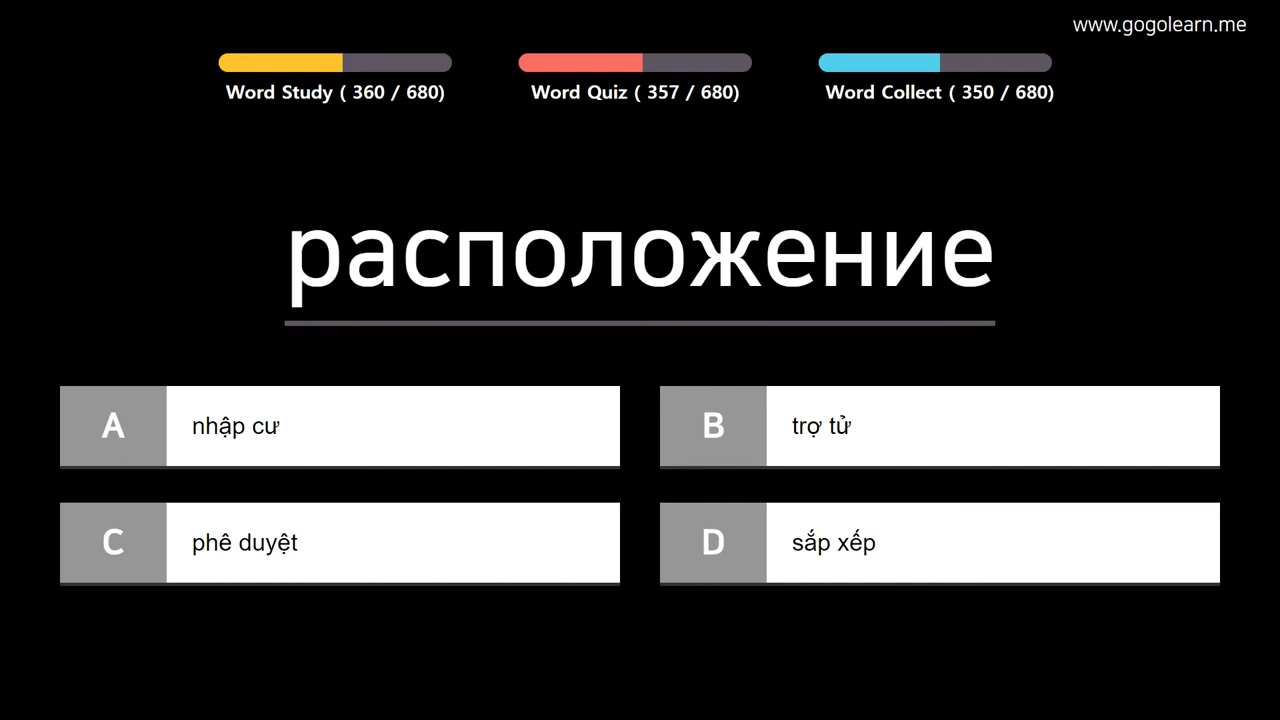 www.gogolearn.me
Word Study ( 360 / 680)
Word Quiz ( 357 / 680)
Word Collect ( 350 / 680)
расположение
A nhập cư
B trợ tử
C phê duyệt
D sắp xếp